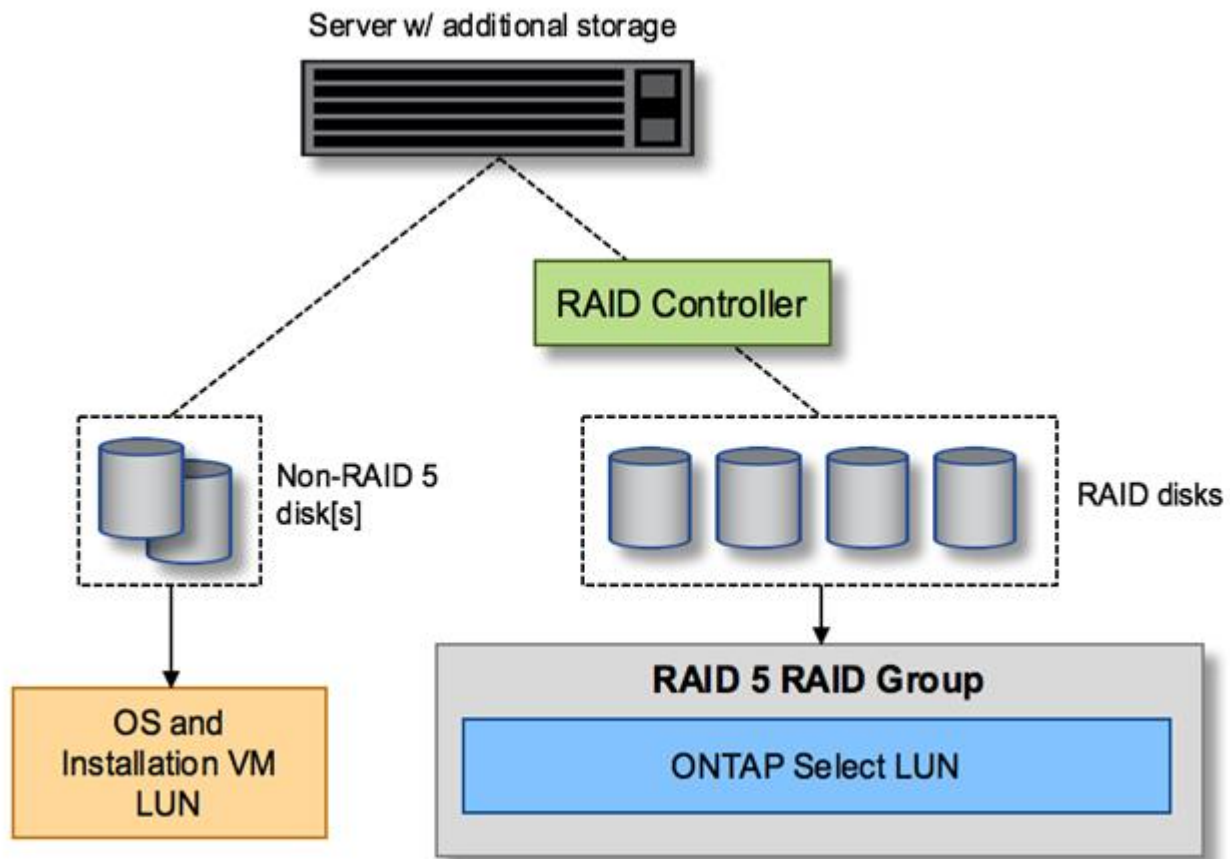 Server w/ additional storage
RAID Controller
Non-RAID 5
disk[s]
RAID disks
OS and
Installation VM
LUN
RAID 5 RAID Group
ONTAP Select LUN